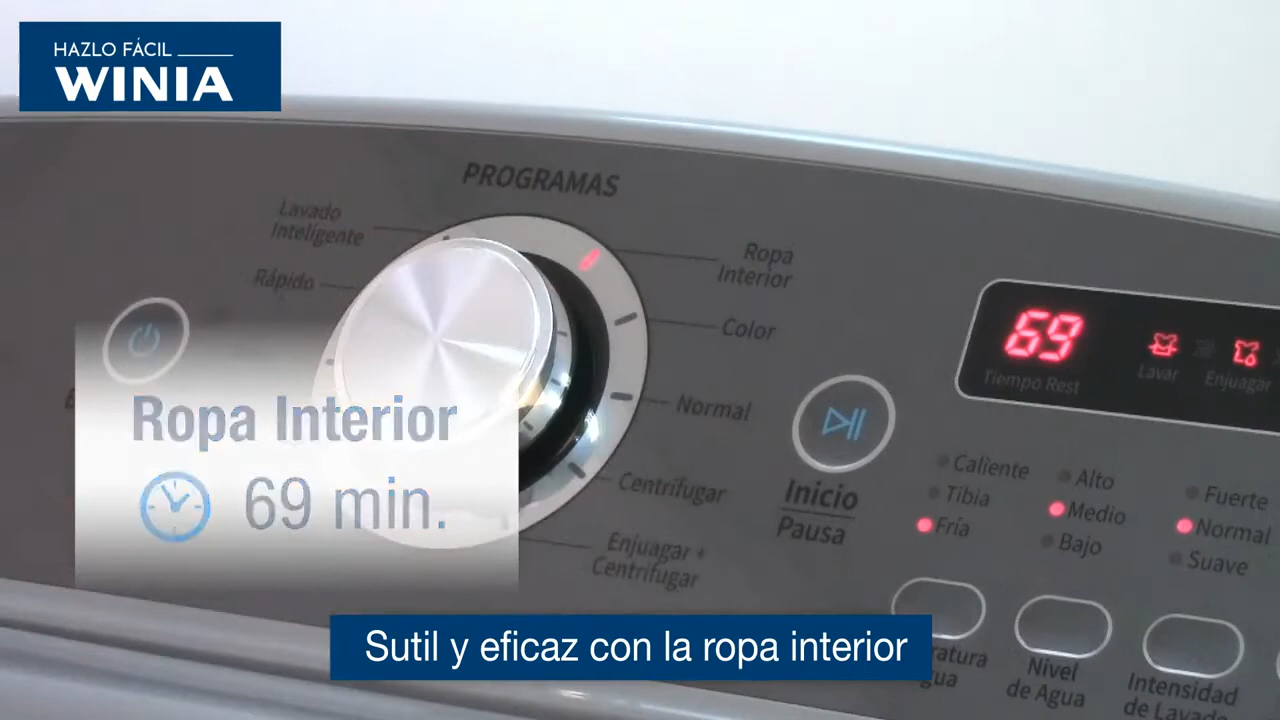 HAZLO FÁCIL
WINIA
PROGRAMAS
Lavado
Inteligente
Rápido
Ropa
Interior
Color
Normal
Centrifugar
Enjuagar +
Centrifugar
Ropa Interior
69 min.
69
Tiempo Rest
Lavar
Enjuagar
Inicio
Pausa
Caliente
Tibia
Fría
Alto
Medio
Bajo
Fuerte
Normal
Suave
Nivel
de Agua
Intensidad
de Lavado
Sutil y eficaz con la ropa interior